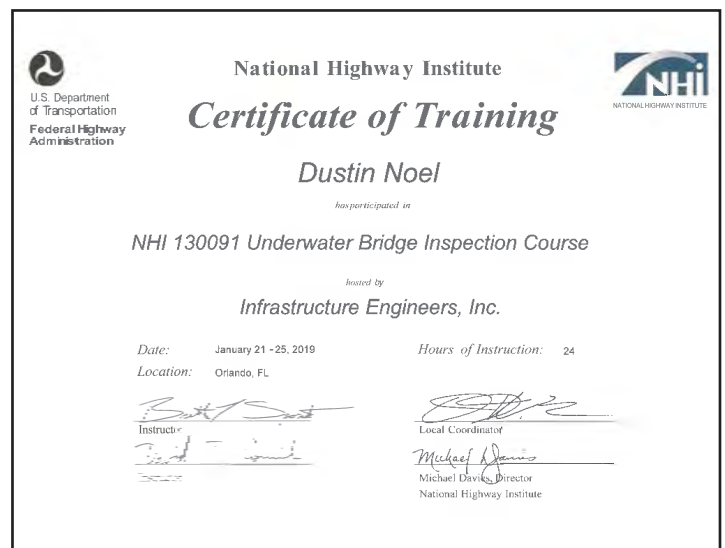 U.S. Department
of Transportation
Federal Highway
Administration
National Highway Institute
Certificate of Training
NHi
NATIONAL HIGHWAY INSTITUTE
Dustin Noel
has participated in
NHI 130091 Underwater Bridge Inspection Course
hosted by
Infrastructure Engineers, Inc.
Date: January 21 - 25, 2019
Hours of Instruction: 24
Location: Orlando, FL
Instructor
Local Coordinator
Michael Davies, Director
National Highway Institute